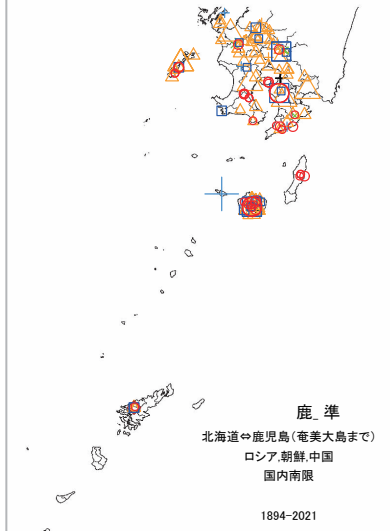 鹿_準
北海道⇔鹿児島(奄美大島まで)
ロシア,朝鮮,中国
国内南限
1894-2021